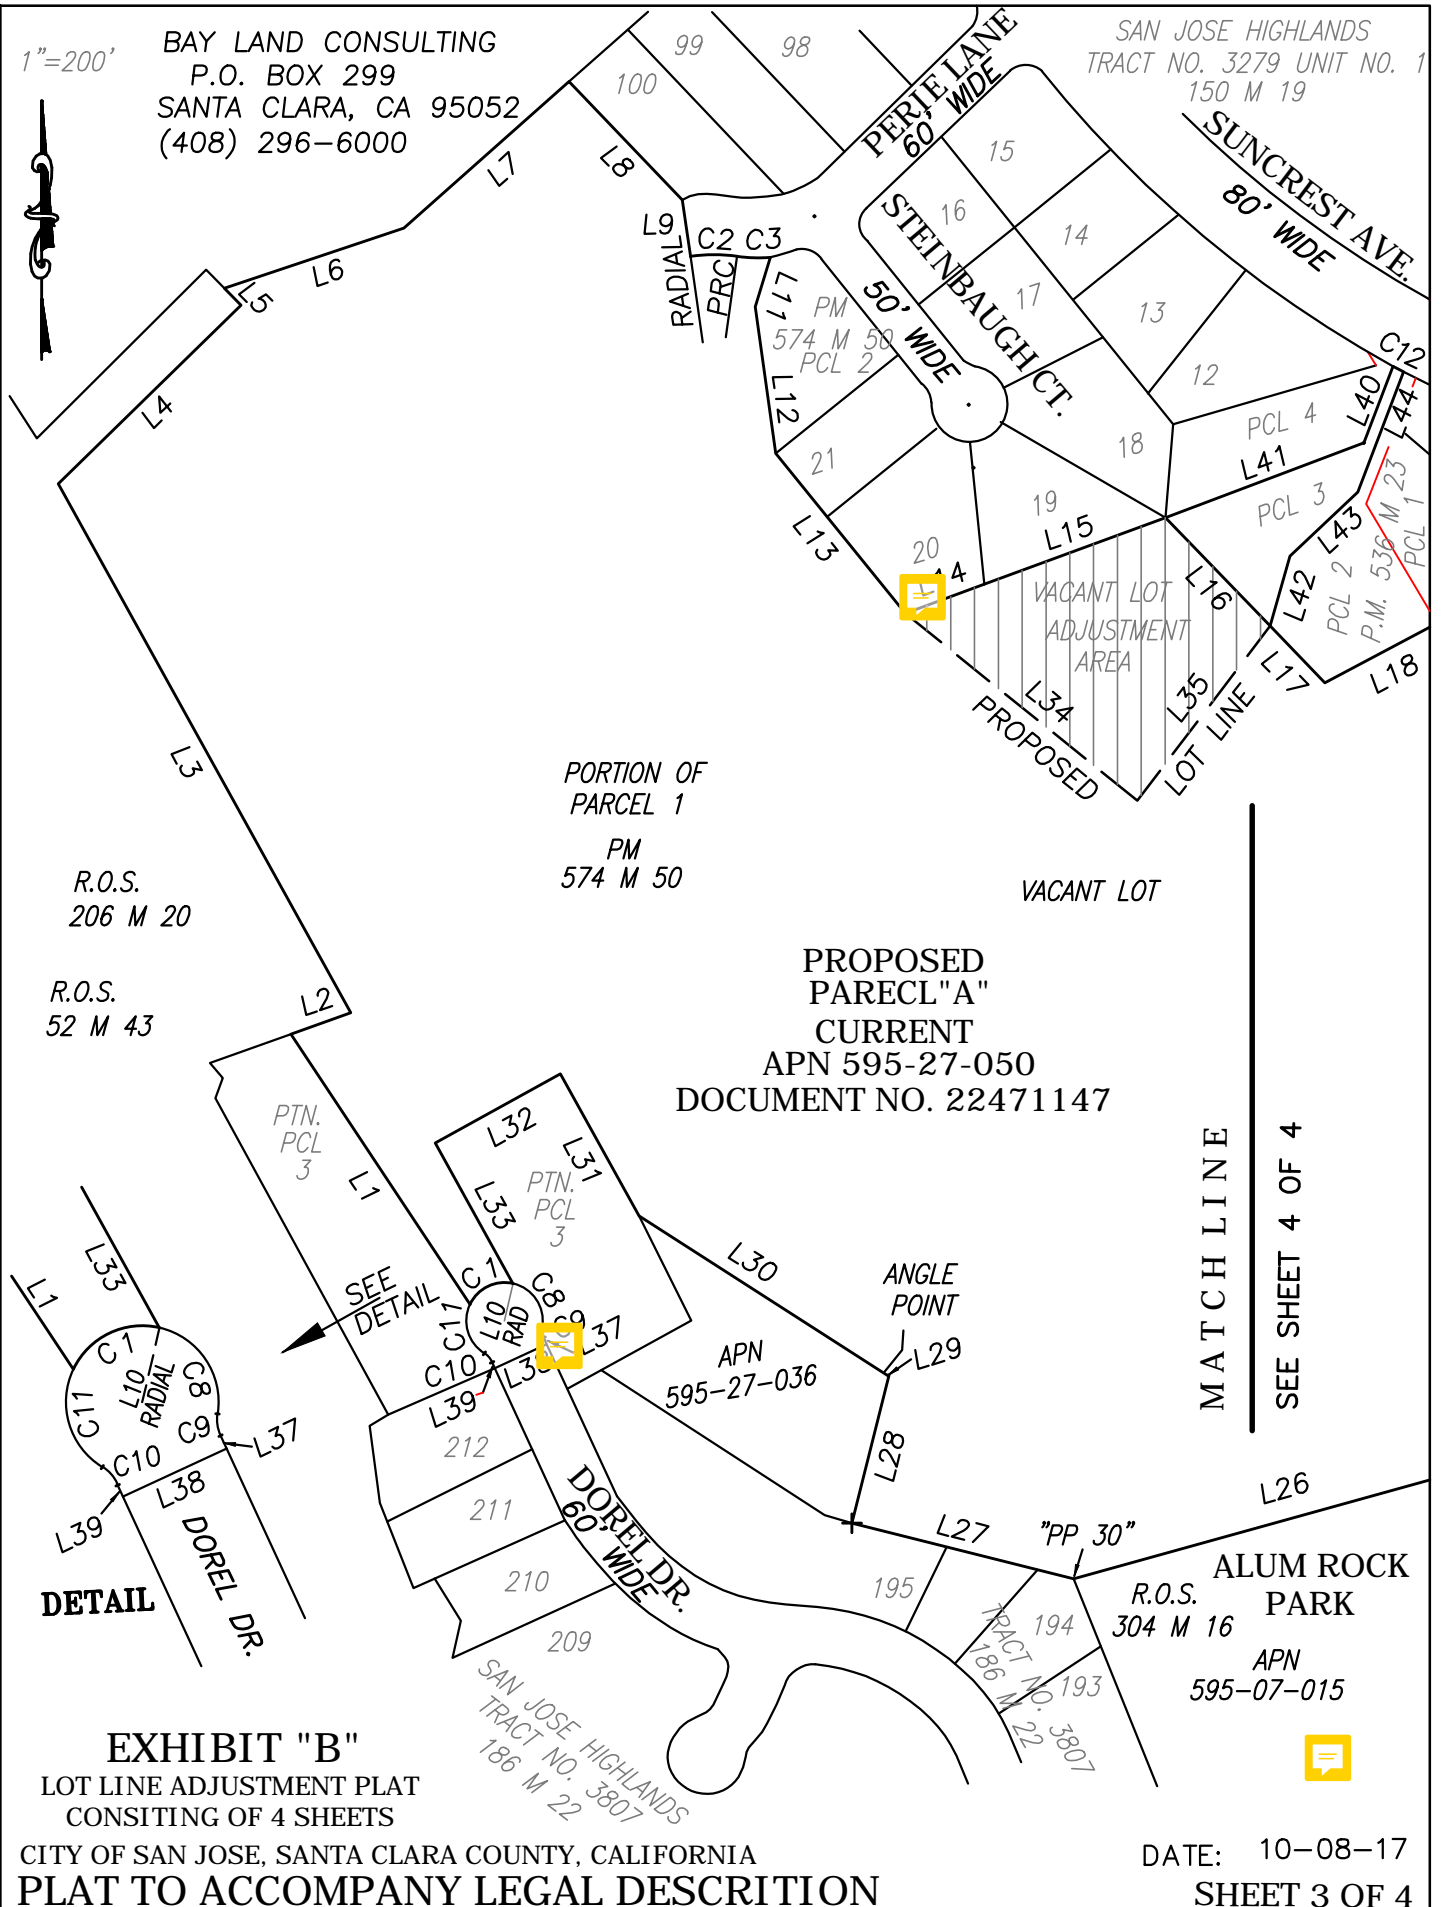 1"=200'
BAY LAND CONSULTING
P.O. BOX 299
SANTA CLARA, CA 95052
(408) 296-6000
SAN JOSE HIGHLANDS
TRACT NO. 3279 UNIT NO. 1
150 M 19
99
98
100
PERIE LANE
60' WIDE
SUNCREST AVE.
80' WIDE
15
16
14
17
13
12
STEINBAUGH CT.
50' WIDE
L7
L8
L9
C2
C3
RADIAL
PRC
L6
L5
L4
L11
PM
574 M 50
PCL 2
L12
C12
L40
L44
PCL 4
L41
18
21
19
20
L13
L15
PCL 3
L43
L42
PCL 2
P.M. 536 M 23
PCL 1
VACANT LOT
ADJUSTMENT
AREA
L16
L17
L18
L34
L35
PROPOSED
LOT LINE
L3
PORTION OF
PARCEL 1
PM
574 M 50
VACANT LOT
R.O.S.
206 M 20
R.O.S.
52 M 43
L2
PROPOSED
PARECL"A"
CURRENT
APN 595-27-050
DOCUMENT NO. 22471147
MATCH LINE
SEE SHEET 4 OF 4
PTN.
PCL
3
L1
L32
L31
L33
PTN.
PCL
3
L30
ANGLE
POINT
L29
SEE
DETAIL
C1
C8
C9
C11
L10
RAD
L37
C10
L39
APN
595-27-036
L28
L33
L1
C1
C8
C11
L10
RADIAL
C9
C10
L37
L38
L39
DOREL DR.
DETAIL
212
211
210
209
DOREL DR.
60' WIDE
L27
"PP 30"
L26
195
194
193
TRACT NO. 3807
186 M 22
R.O.S.
304 M 16
ALUM ROCK
PARK
APN
595-07-015
SAN JOSE HIGHLANDS
TRACT NO. 3807
186 M 22
EXHIBIT "B"
LOT LINE ADJUSTMENT PLAT
CONSITING OF 4 SHEETS
CITY OF SAN JOSE, SANTA CLARA COUNTY, CALIFORNIA
PLAT TO ACCOMPANY LEGAL DESCRITION
DATE: 10-08-17
SHEET 3 OF 4